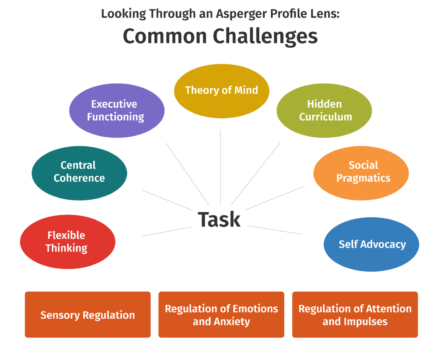 Looking Through an Asperger Profile Lens:
Common Challenges
Theory of Mind
Executive
Functioning
Hidden
Curriculum
Central
Coherence
Social
Pragmatics
Task
Flexible
Thinking
Self Advocacy
Sensory Regulation
Regulation of Emotions
and Anxiety
Regulation of Attention
and Impulses